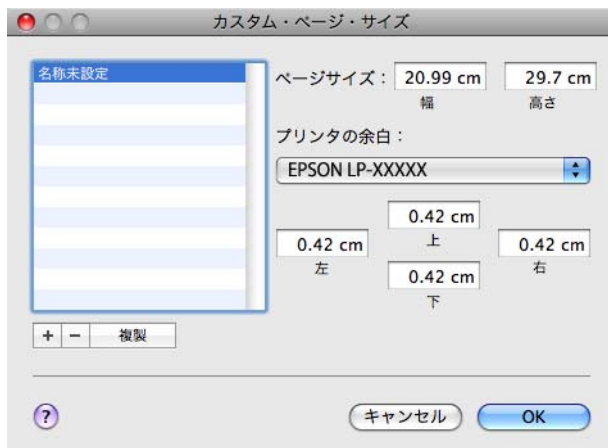 カスタム・ページ・サイズ
名称未設定
ページサイズ： 20.99 cm 29.7 cm
幅 高さ
プリンタの余白：
EPSON LP-XXXXX
0.42 cm
上
0.42 cm 0.42 cm
左 右
0.42 cm
下
+ − 複製
? キャンセル OK